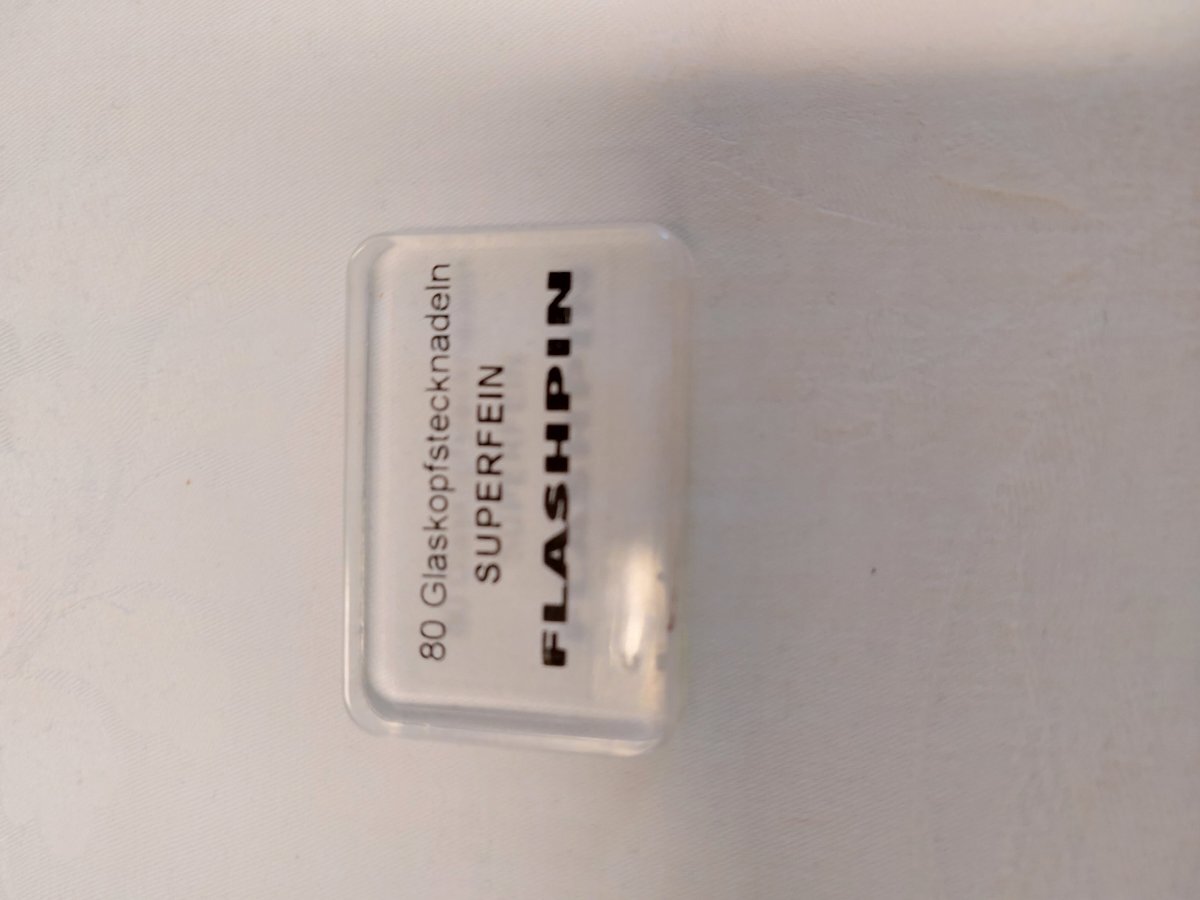 80 Glaskopfstecknadeln
SUPERFEIN
FLASHPIN